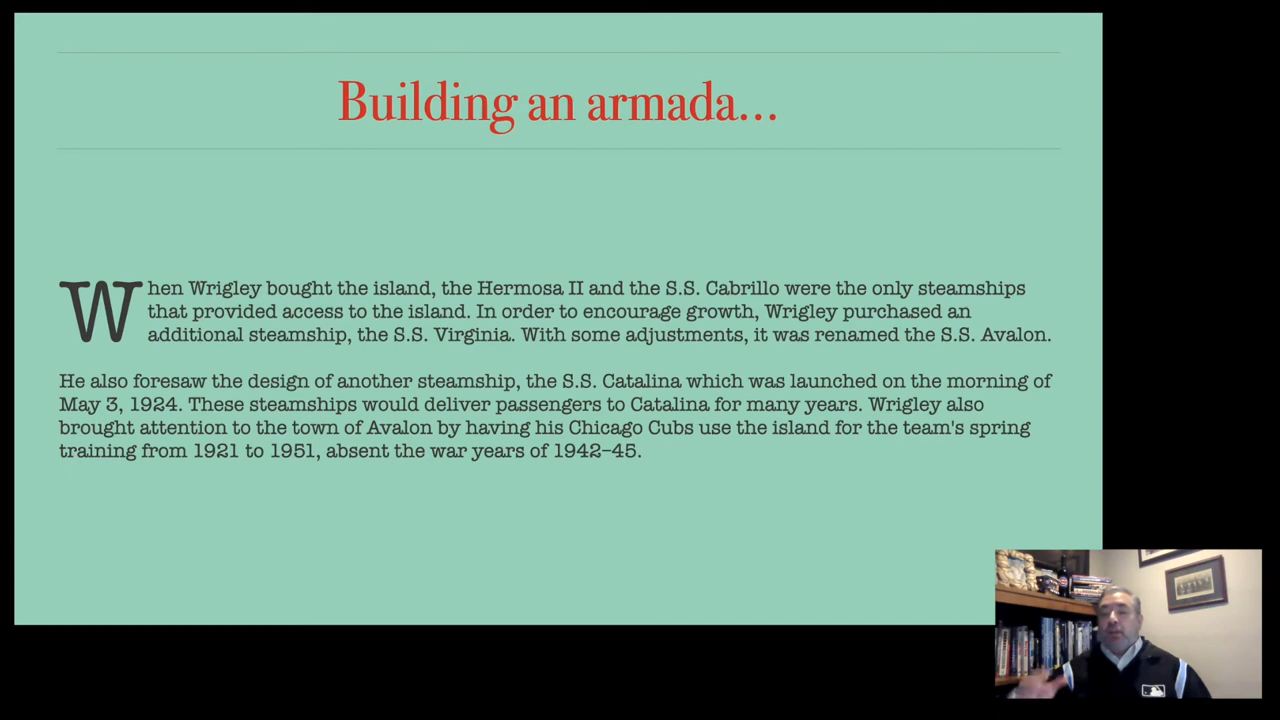 Building an armada...
When Wrigley bought the island, the Hermosa II and the S.S. Cabrillo were the only steamships
that provided access to the island. In order to encourage growth, Wrigley purchased an
additional steamship, the S.S. Virginia. With some adjustments, it was renamed the S.S. Avalon.
He also foresaw the design of another steamship, the S.S. Catalina which was launched on the morning of
May 3, 1924. These steamships would deliver passengers to Catalina for many years. Wrigley also
brought attention to the town of Avalon by having his Chicago Cubs use the island for the team's spring
training from 1921 to 1951, absent the war years of 1942–45.